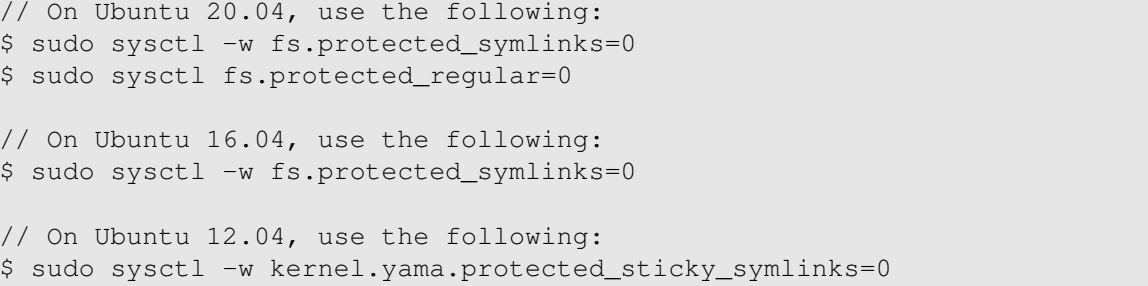 // On Ubuntu 20.04, use the following:
$ sudo sysctl -w fs.protected_symlinks=0
$ sudo sysctl fs.protected_regular=0
// On Ubuntu 16.04, use the following:
$ sudo sysctl -w fs.protected_symlinks=0
// On Ubuntu 12.04, use the following:
$ sudo sysctl -w kernel.yama.protected_sticky_symlinks=0